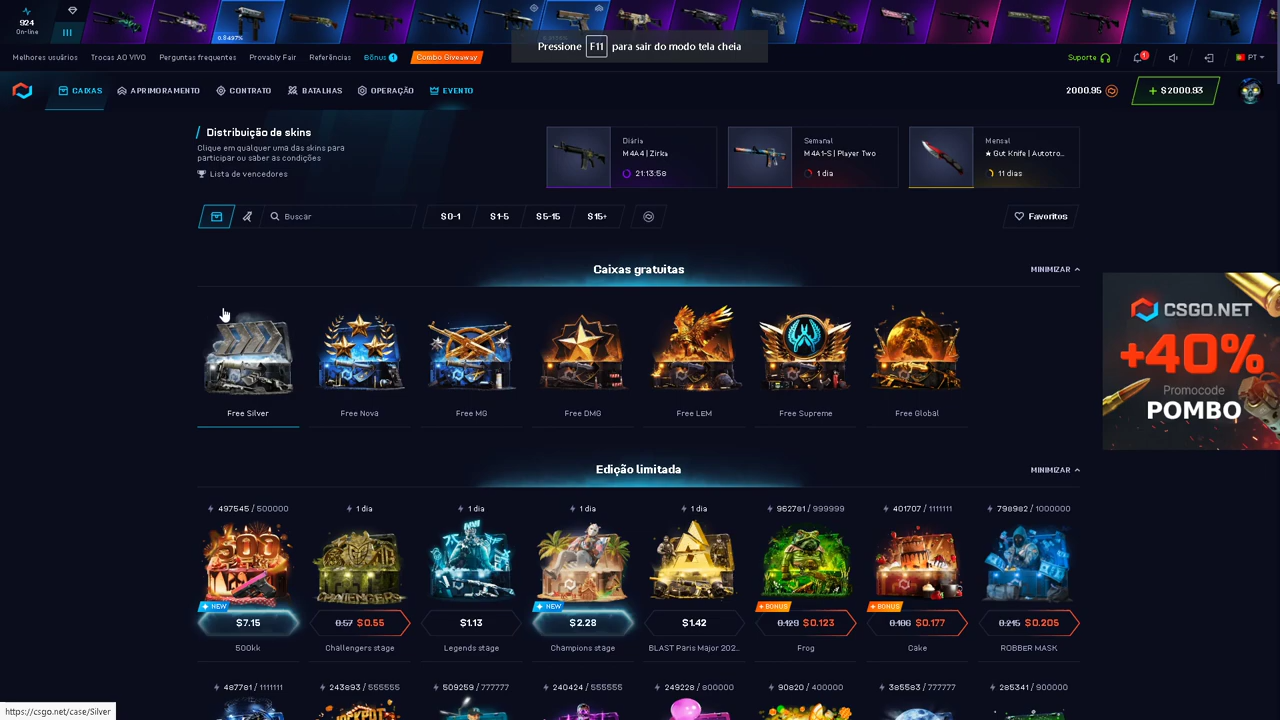 924
On-line
0.8497%
Pressione F11 para sair do modo tela cheia
Melhores usuários Trocas AO VIVO Perguntas frequentes Provably Fair Referências Bônus 1 Combo Giveaway Suporte 1 PT
CAIXAS APRIMORAMENTO CONTRATO BATALHAS OPERAÇÃO EVENTO 2000.95 + $ 2000.93
Distribuição de skins
Clique em qualquer uma das skins para
participar ou saber as condições
Lista de vencedores
Diária
M4A4 | Zirka
21:13:58
Semanal
M4A1-S | Player Two
1 dia
Mensal
★ Gut Knife | Autotro...
11 dias
Buscar $ 0-1 $ 1-5 $ 5-15 $ 15+ Favoritos
Caixas gratuitas MINIMIZAR
Free Silver Free Nova Free MG Free DMG Free LEM Free Supreme Free Global
CSGO.NET
+40%
Promocode
POMBO
Edição limitada MINIMIZAR
497545 / 500000 1 dia 1 dia 1 dia 1 dia 962781 / 999999 401707 / 1111111 798982 / 1000000
500
CHALLENGERS
NEW NEW BONUS BONUS
$7.15 0.57 $0.55 $1.13 $2.28 $1.42 0.129 $0.123 0.186 $0.177 0.215 $0.205
500kk Challengers stage Legends stage Champions stage BLAST Paris Major 202... Frog Cake ROBBER MASK
487781 / 1111111 243893 / 555555 509259 / 777777 240424 / 555555 249228 / 800000 90820 / 400000 385583 / 777777 285341 / 900000
JACKPOT
https://csgo.net/case/Silver